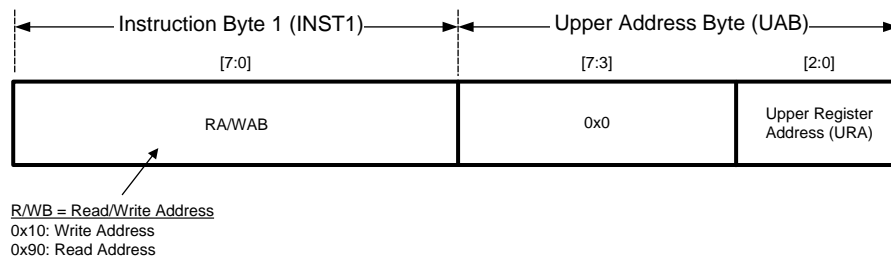 Instruction Byte 1 (INST1) Upper Address Byte (UAB)
[7:0] [7:3] [2:0]
RA/WAB 0x0 Upper Register
Address (URA)
R/WB = Read/Write Address
0x10: Write Address
0x90: Read Address